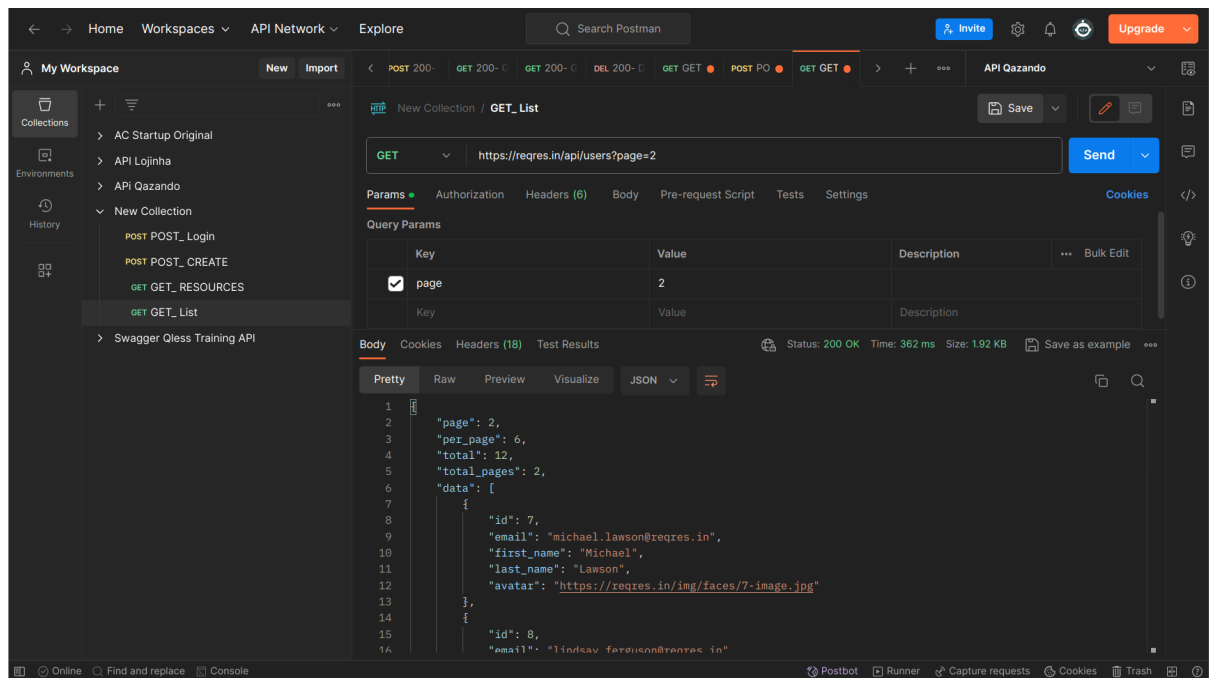 Home Workspaces API Network Explore Search Postman Invite Upgrade
My Workspace New Import POST 200- GET 200- G GET 200- G DEL 200- D GET GET POST PO GET GET API Qazando
Collections
Environments
History
AC Startup Original
API Lojinha
APi Qazando
New Collection
POST POST_ Login
POST POST_ CREATE
GET GET_ RESOURCES
GET GET_ List
Swagger Qless Training API
HTTP New Collection / GET_ List Save
GET https://reqres.in/api/users?page=2 Send
Params Authorization Headers (6) Body Pre-request Script Tests Settings Cookies
Query Params
Key Value Description Bulk Edit
page 2
Key Value Description
Body Cookies Headers (18) Test Results Status: 200 OK Time: 362 ms Size: 1.92 KB Save as example
Pretty Raw Preview Visualize JSON
1 {
2 "page": 2,
3 "per_page": 6,
4 "total": 12,
5 "total_pages": 2,
6 "data": [
7 {
8 "id": 7,
9 "email": "michael.lawson@reqres.in",
10 "first_name": "Michael",
11 "last_name": "Lawson",
12 "avatar": "https://reqres.in/img/faces/7-image.jpg"
13 },
14 {
15 "id": 8,
16 "email": "lindsay.ferguson@reqres.in",
Online Find and replace Console Postbot Runner Capture requests Cookies Trash